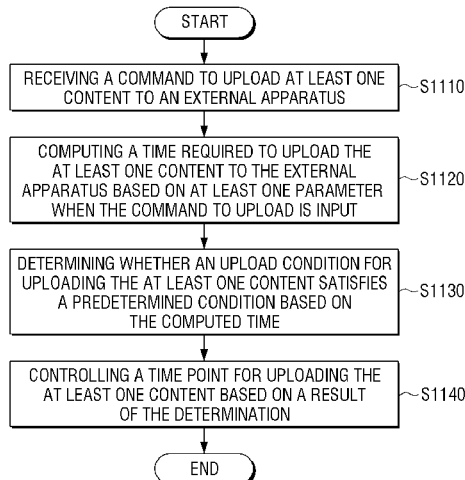 START
RECEIVING A COMMAND TO UPLOAD AT LEAST ONE
CONTENT TO AN EXTERNAL APPARATUS
S1110
COMPUTING A TIME REQUIRED TO UPLOAD THE
AT LEAST ONE CONTENT TO THE EXTERNAL
APPARATUS BASED ON AT LEAST ONE PARAMETER
WHEN THE COMMAND TO UPLOAD IS INPUT
S1120
DETERMINING WHETHER AN UPLOAD CONDITION FOR
UPLOADING THE AT LEAST ONE CONTENT SATISFIES
A PREDETERMINED CONDITION BASED ON
THE COMPUTED TIME
S1130
CONTROLLING A TIME POINT FOR UPLOADING THE
AT LEAST ONE CONTENT BASED ON A RESULT
OF THE DETERMINATION
S1140
END